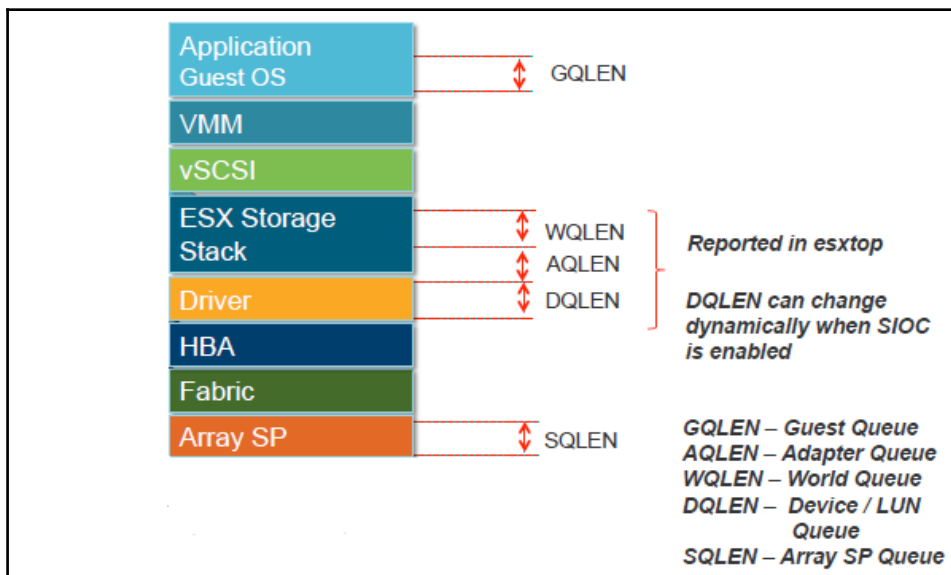 Application
Guest OS
GQLEN
VMM
vSCSI
ESX Storage
Stack
WQLEN
AQLEN
Reported in esxtop
Driver
DQLEN
DQLEN can change
dynamically when SIOC
is enabled
HBA
Fabric
Array SP
SQLEN
GQLEN – Guest Queue
AQLEN – Adapter Queue
WQLEN – World Queue
DQLEN – Device / LUN
Queue
SQLEN – Array SP Queue